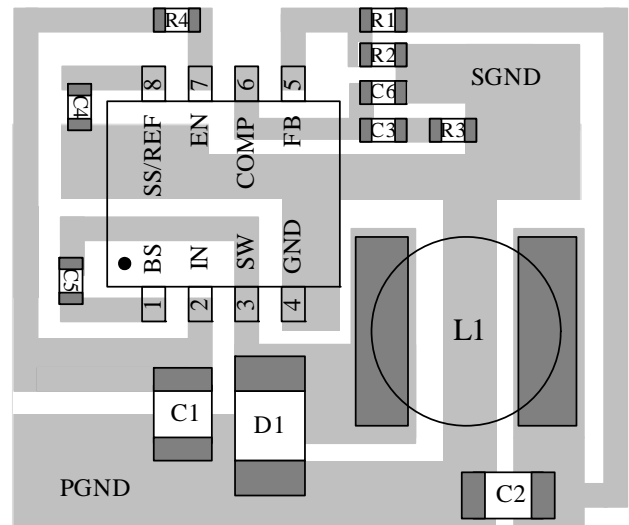 R4
R1
R2
SGND
C6
C4
C3
R3
8
7
6
5
SS/REF
EN
COMP
FB
BS
IN
SW
GND
1
2
3
4
C5
L1
C1
D1
PGND
C2